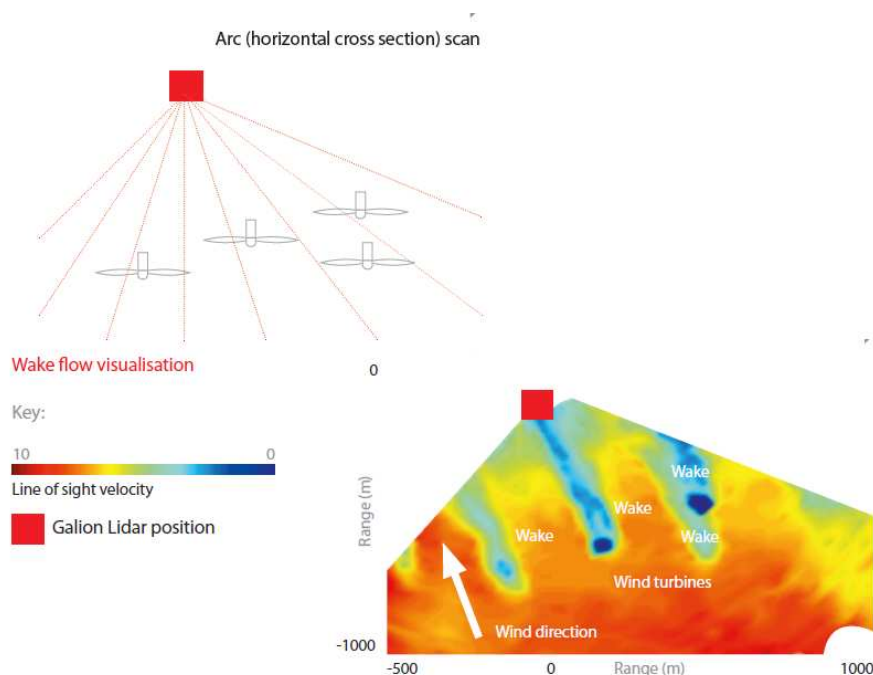 Arc (horizontal cross section) scan
Wake flow visualisation
0
Key:
10 0
Line of sight velocity
Galion Lidar position
Range (m)
Wake
Wake
Wake
Wake
Wind turbines
Wind direction
-1000
-500 0 Range (m) 1000